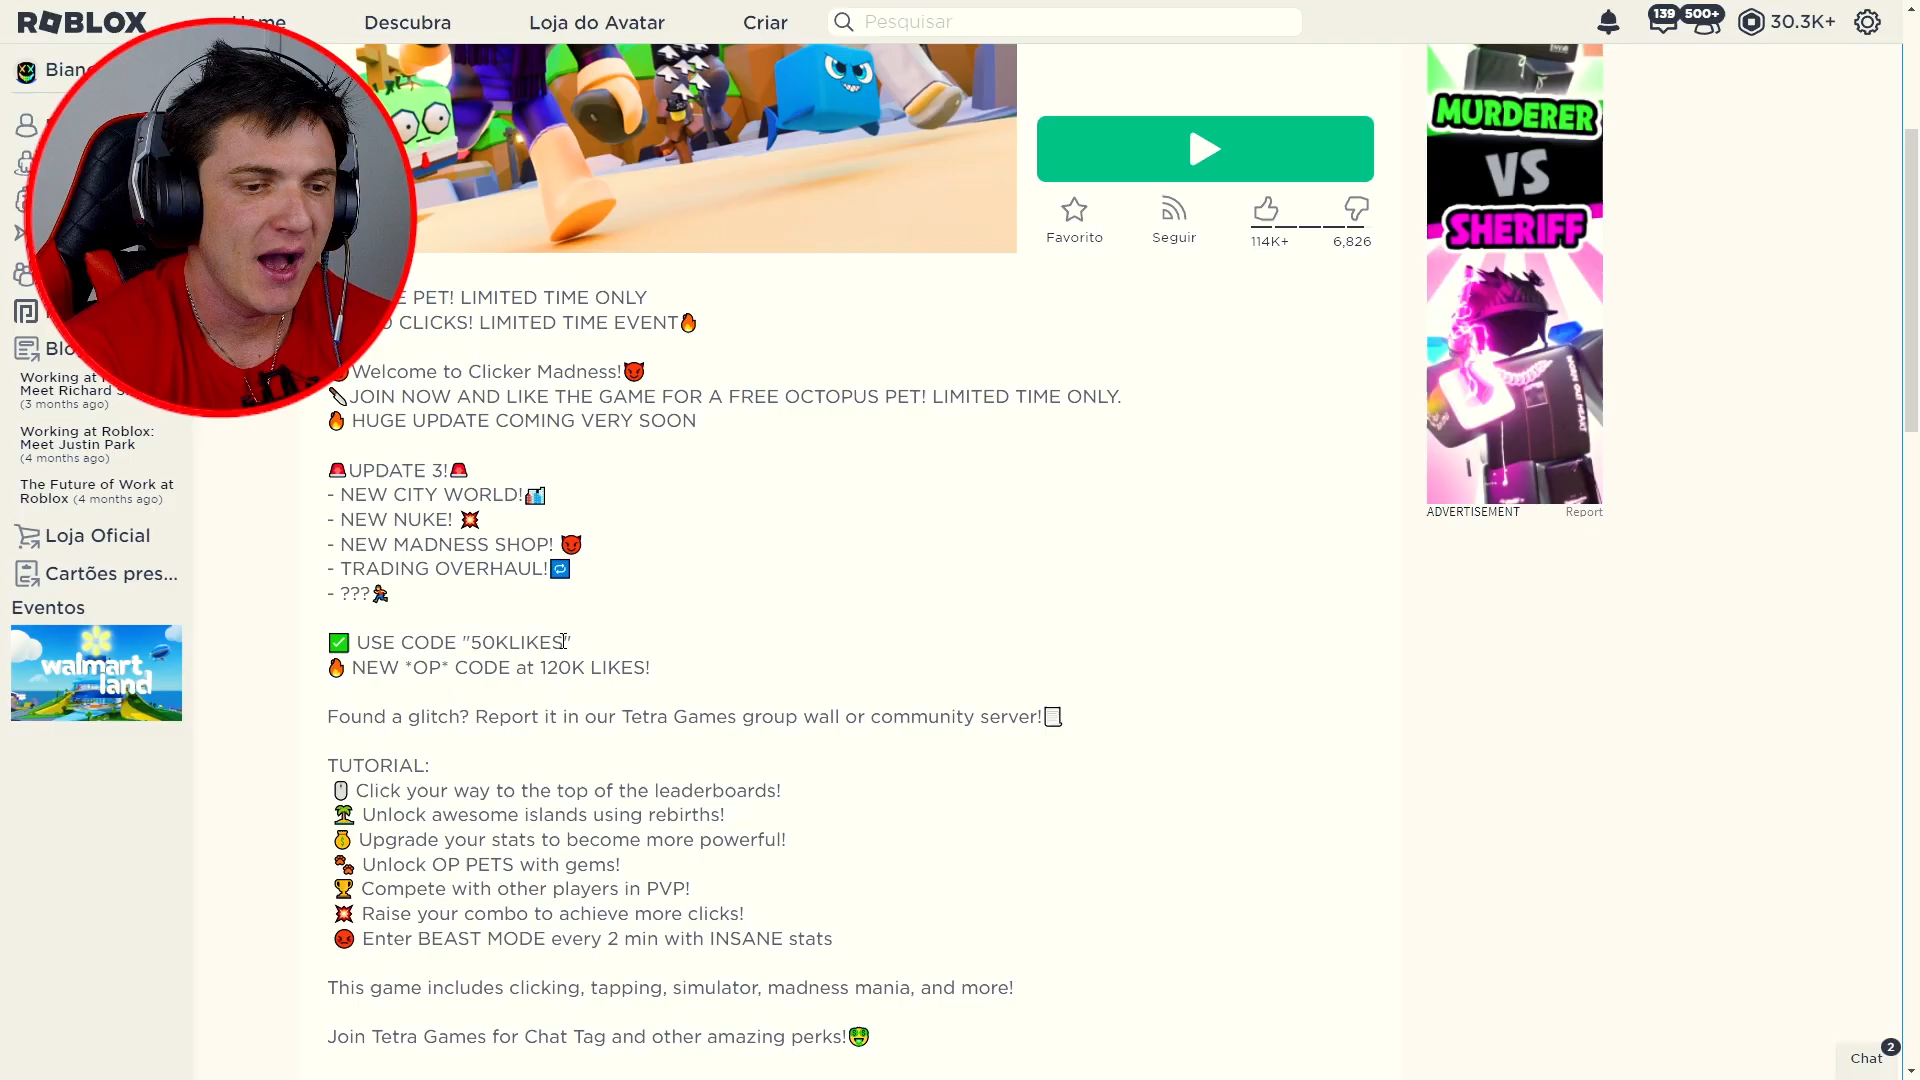 ROBLOX Home Descubra Loja do Avatar Criar Pesquisar 139 500+ 30.3K+
Favorito Seguir 114K+ 6,826
PET! LIMITED TIME ONLY
CLICKS! LIMITED TIME EVENT🔥
Welcome to Clicker Madness!😈
🔪JOIN NOW AND LIKE THE GAME FOR A FREE OCTOPUS PET! LIMITED TIME ONLY.
🔥 HUGE UPDATE COMING VERY SOON
🚨UPDATE 3!🚨
- NEW CITY WORLD!🏙️
- NEW NUKE! 💥
- NEW MADNESS SHOP! 😈
- TRADING OVERHAUL!🔁
- ???🏃
✅ USE CODE "50KLIKES"
🔥 NEW *OP* CODE at 120K LIKES!
Found a glitch? Report it in our Tetra Games group wall or community server!📃
TUTORIAL:
🖱️ Click your way to the top of the leaderboards!
🏝️ Unlock awesome islands using rebirths!
💰 Upgrade your stats to become more powerful!
🐾 Unlock OP PETS with gems!
🏆 Compete with other players in PVP!
💥 Raise your combo to achieve more clicks!
😡 Enter BEAST MODE every 2 min with INSANE stats
This game includes clicking, tapping, simulator, madness mania, and more!
Join Tetra Games for Chat Tag and other amazing perks!🤑
Working at
Meet Richard
(3 months ago)
Working at Roblox:
Meet Justin Park
(4 months ago)
The Future of Work at
Roblox (4 months ago)
Loja Oficial
Cartões pres...
Eventos
walmart
land
MURDERER
VS
SHERIFF
ADVERTISEMENT Report
Chat 2